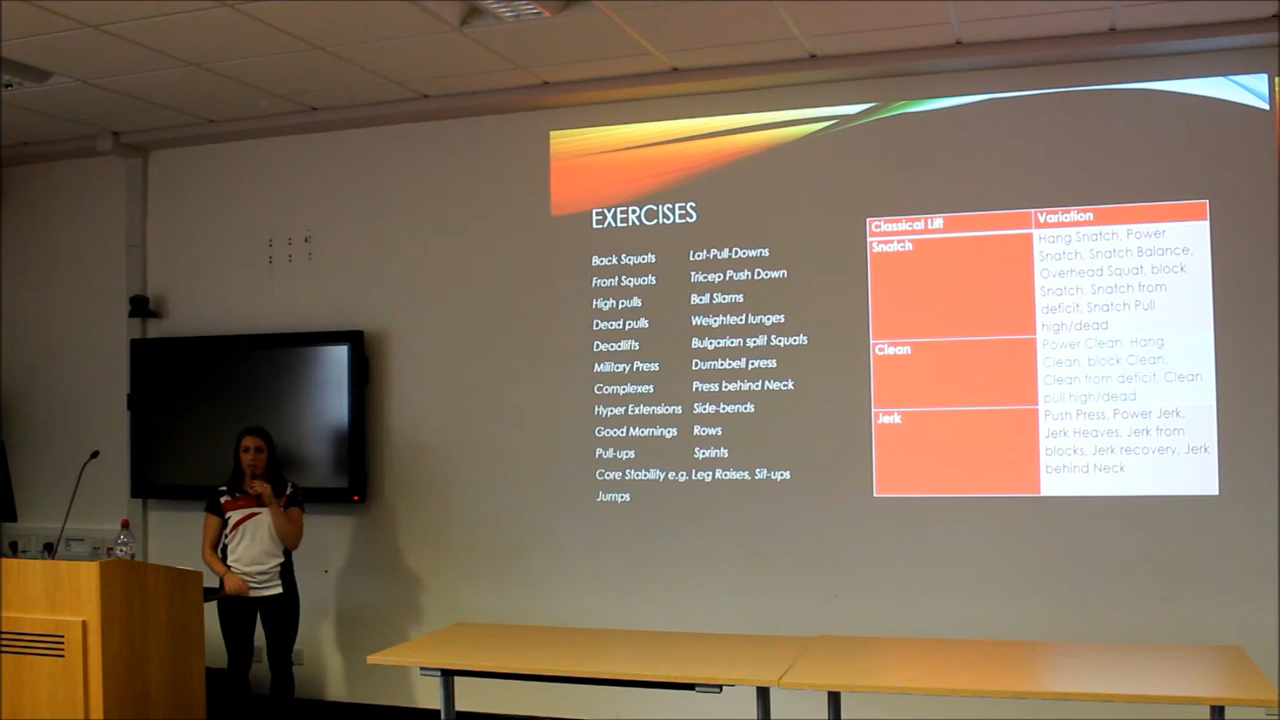 EXERCISES
Back Squats
Front Squats
High pulls
Dead pulls
Deadlifts
Military Press
Complexes
Hyper Extensions
Good Mornings
Pull-ups
Core Stability e.g. Leg Raises, Sit-ups
Jumps
Lat-Pull-Downs
Tricep Push Down
Ball Slams
Weighted lunges
Bulgarian split Squats
Dumbbell press
Press behind Neck
Side-bends
Rows
Sprints
Classical Lift
Variation
Snatch
Hang Snatch, Power
Snatch, Snatch Balance,
Overhead Squat, block
Snatch, Snatch from
deficit, Snatch Pull
high/dead
Clean
Power Clean, Hang
Clean, block Clean,
Clean from deficit, Clean
pull high/dead
Jerk
Push Press, Power Jerk,
Jerk Heaves, Jerk from
blocks, Jerk recovery, Jerk
behind Neck